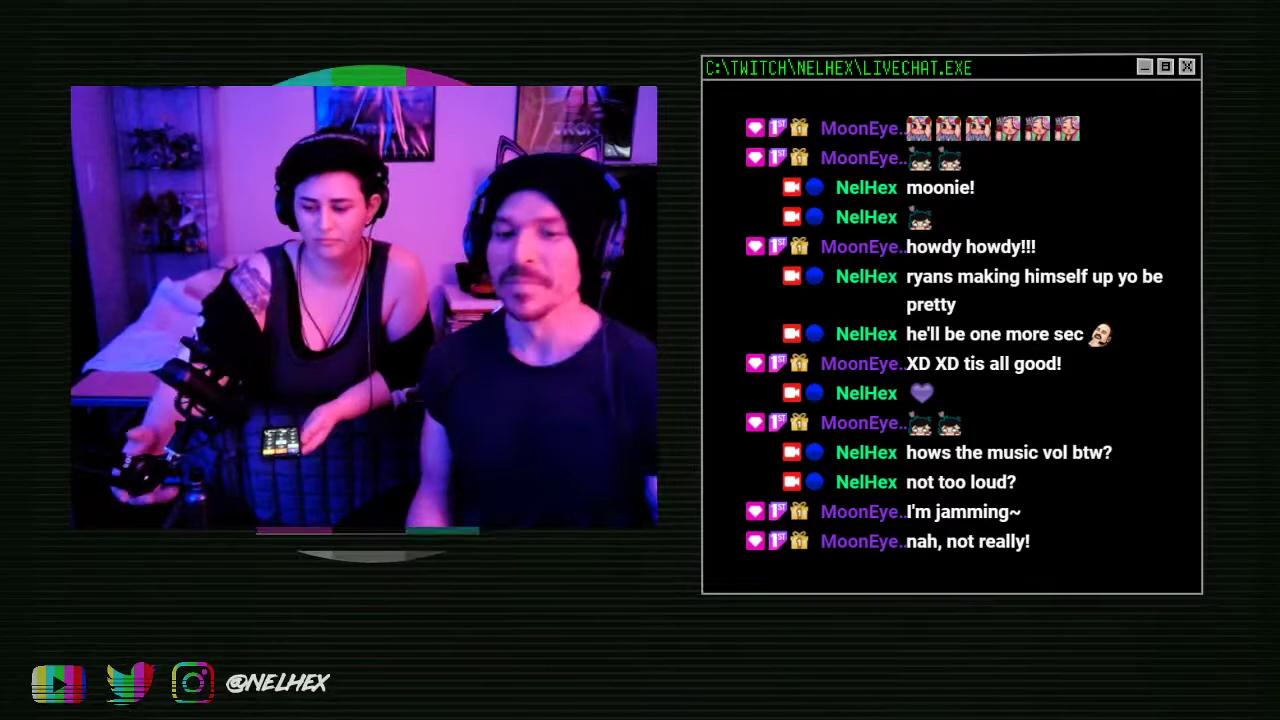 C:\TWITCH\NELHEX\LIVECHAT.EXE
MoonEye..
MoonEye..
NelHex moonie!
NelHex
MoonEye..howdy howdy!!!
NelHex ryans making himself up yo be
pretty
NelHex he'll be one more sec
MoonEye..XD XD tis all good!
NelHex
MoonEye..
NelHex hows the music vol btw?
NelHex not too loud?
MoonEye..I'm jamming~
MoonEye..nah, not really!
@NELHEX